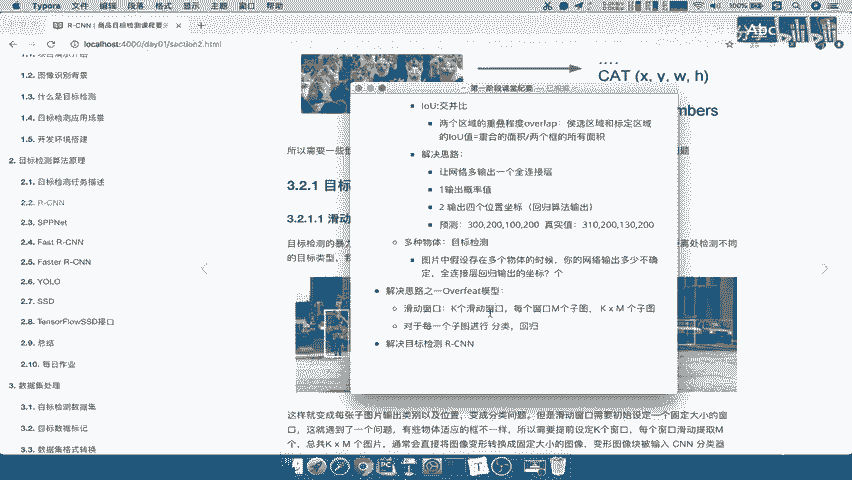 Typora 文件 编辑 段落 格式 显示 主题 窗口 帮助
100%
R-CNN | 商品目标检测课程要
localhost:4000/day01/section2.html
Abc
1.2. 图像识别背景
1.3. 什么是目标检测
1.4. 目标检测应用场景
1.5. 开发环境搭建
2. 目标检测算法原理
2.1. 目标检测任务描述
2.2. R-CNN
2.3. SPPNet
2.4. Fast R-CNN
2.5. Faster R-CNN
2.6. YOLO
2.7. SSD
2.8. TensorFlowSSD接口
2.9. 总结
2.10. 每日作业
3. 数据集处理
3.1. 目标检测数据集
3.2. 目标数据标记
3.3. 数据集格式转换
....
CAT (x, y, w, h)
mbers
所以需要一些
3.2.1 目标
3.2.1.1 滑动
目标检测的暴力
离处检测不同
的目标类型，我
第一阶段课堂纪要 — 已编辑
IoU:交并比
两个区域的重叠程度overlap：侯选区域和标定区域
的IoU值=重合的面积/两个框的所有面积
解决思路：
让网络多输出一个全连接层
1输出概率值
2 输出四个位置坐标（回归算法输出）
预测：300,200,100,200 真实值：310,200,130,200
多种物体：目标检测
图片中假设存在多个物体的时候，你的网络输出多少不确
定，全连接层回归输出的坐标？个
解决思路之一Overfeat模型：
滑动窗口：K个滑动窗口，每个窗口M个子图、 K x M 个子图
对于每一个子图进行 分类，回归
解决目标检测 R-CNN
这样就变成每张子图片输出类别以及位置，变成分类问题。但是滑动窗口需要初始设定一个固定大小的窗
口，这就遇到了一个问题，有些物体适应的框不一样，所以需要提前设定K个窗口，每个窗口滑动提取M
个，总共K x M 个图片，通常会直接将图像变形转换成固定大小的图像，变形图像块被输入 CNN 分类器